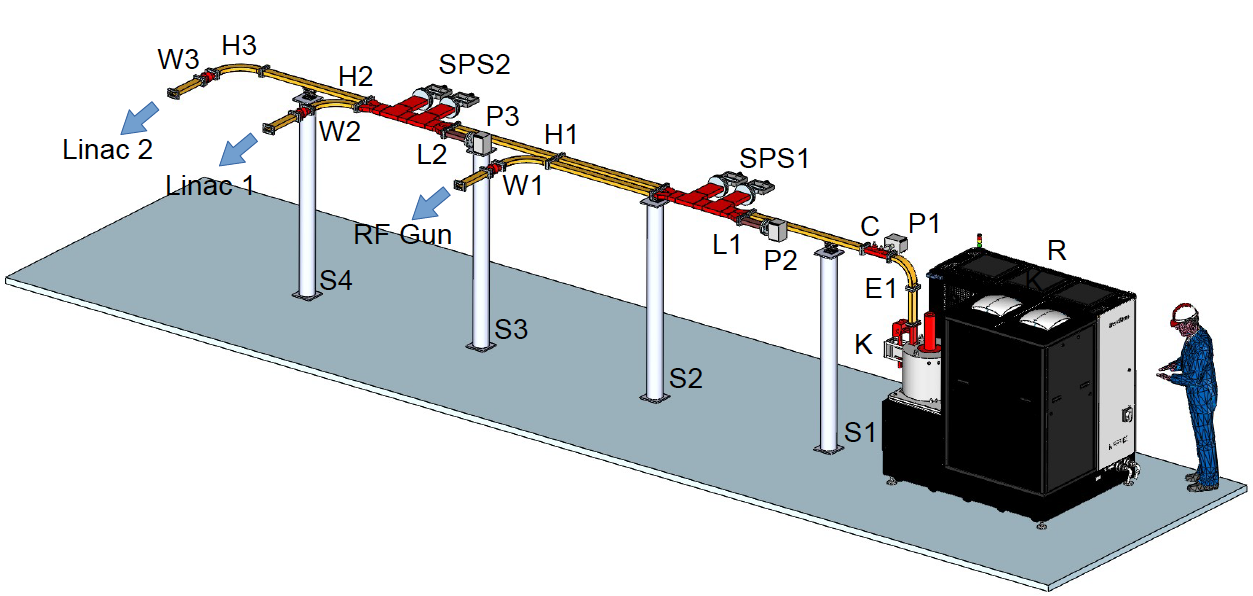 W3
H3
SPS2
H2
P3
W2
Linac 2
L2
H1
SPS1
W1
Linac 1
RF Gun
L1
P2
C
P1
R
K
E1
K
S4
S3
S2
S1